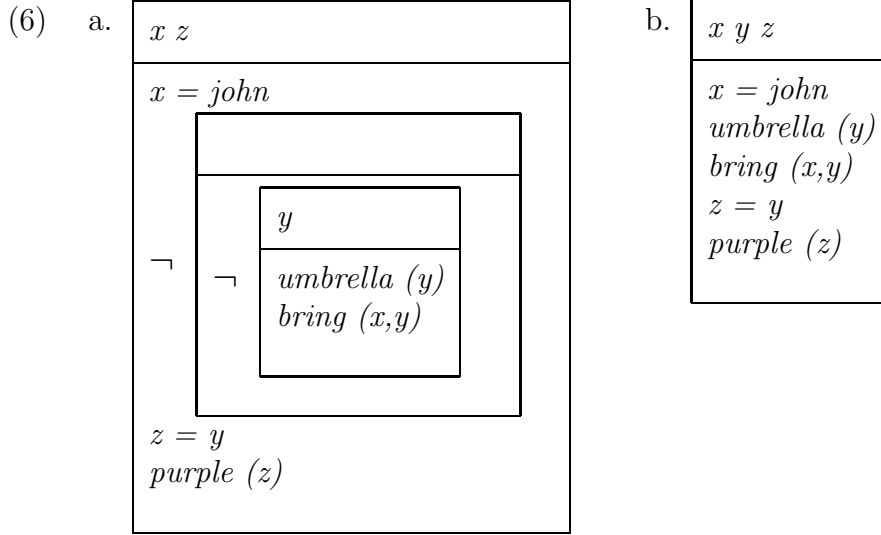 (6) a.
x z
x = john
¬
¬
y
umbrella (y)
bring (x,y)
z = y
purple (z)
b.
x y z
x = john
umbrella (y)
bring (x,y)
z = y
purple (z)